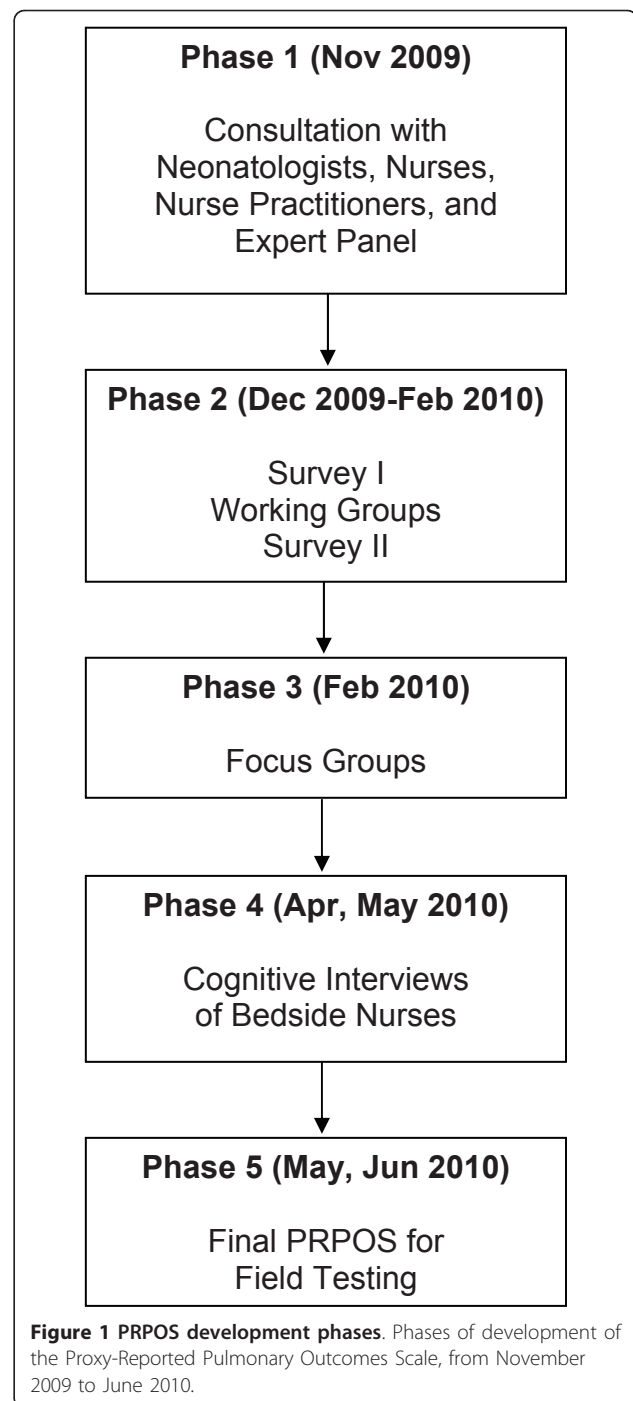 Phase 1 (Nov 2009)
Consultation with
Neonatologists, Nurses,
Nurse Practitioners, and
Expert Panel
Phase 2 (Dec 2009-Feb 2010)
Survey I
Working Groups
Survey II
Phase 3 (Feb 2010)
Focus Groups
Phase 4 (Apr, May 2010)
Cognitive Interviews
of Bedside Nurses
Phase 5 (May, Jun 2010)
Final PRPOS for
Field Testing
Figure 1 PRPOS development phases. Phases of development of
the Proxy-Reported Pulmonary Outcomes Scale, from November
2009 to June 2010.